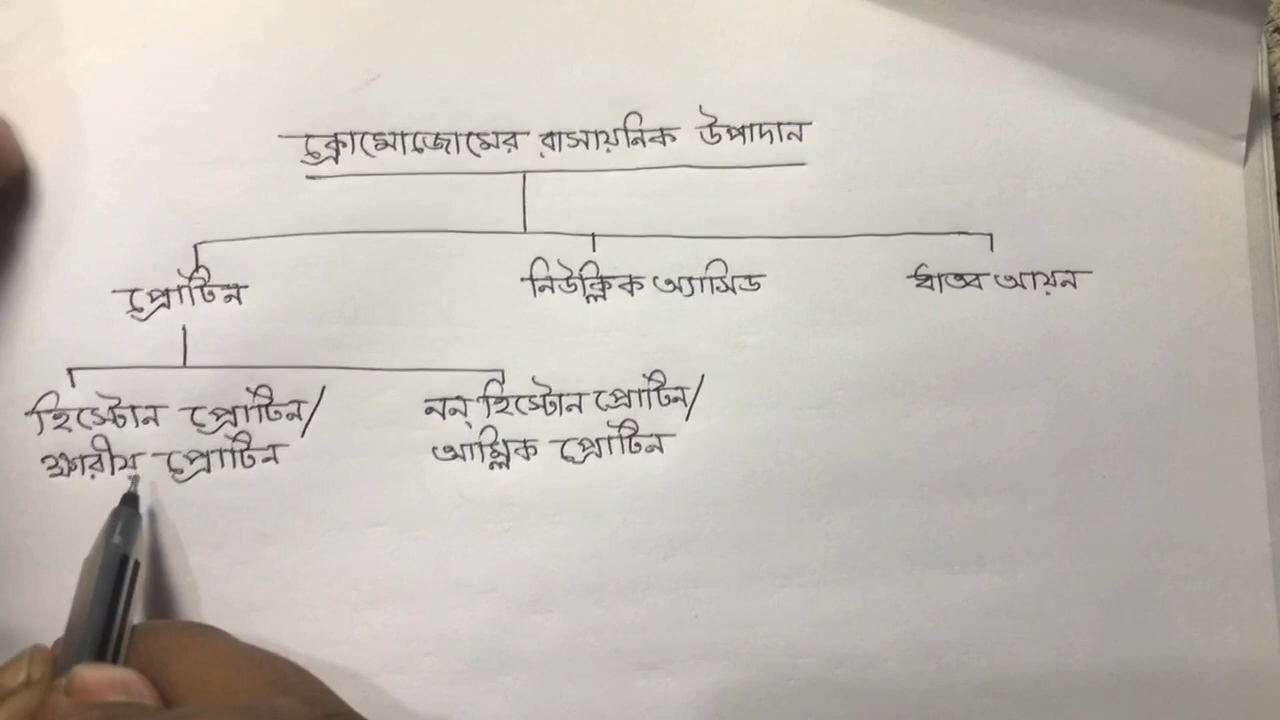 ক্রোমোজোমের রাসায়নিক উপাদান
প্রোটিন
নিউক্লিক অ্যাসিড
ধাতব আয়ন
হিস্টোন প্রোটিন/
ক্ষারীয় প্রোটিন
নন্ হিস্টোন প্রোটিন/
আম্লিক প্রোটিন